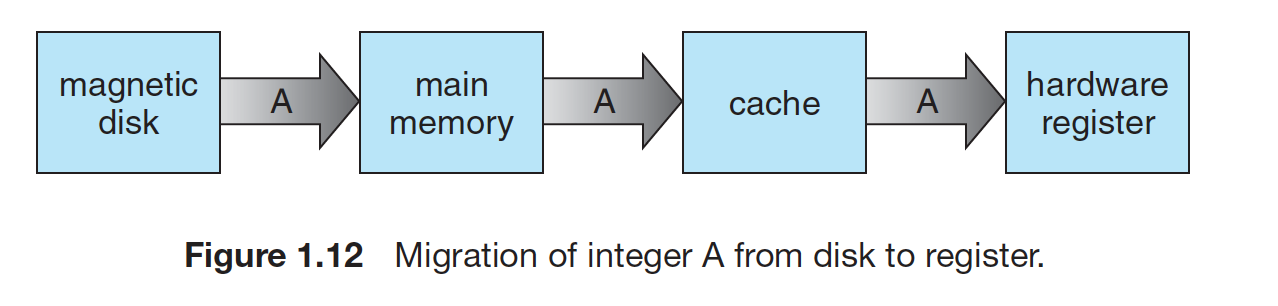 magnetic
disk
A
main
memory
A
cache
A
hardware
register
Figure 1.12 Migration of integer A from disk to register.